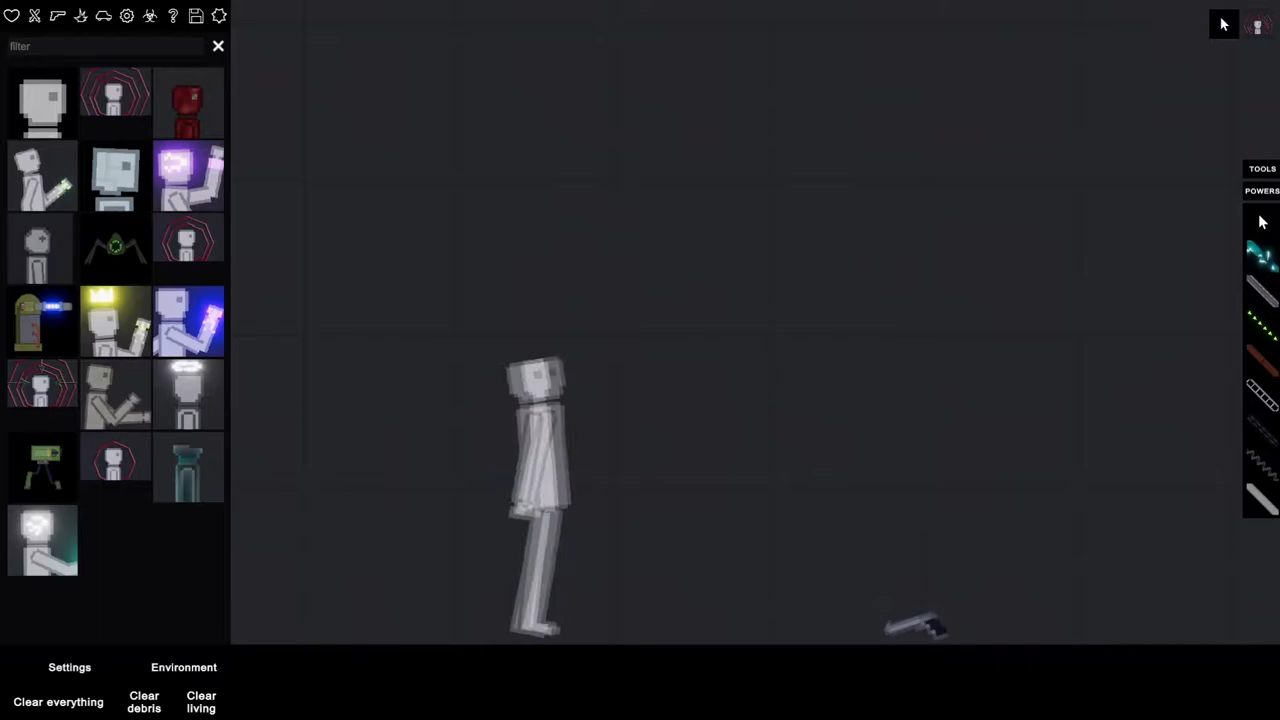 filter
TOOLS
POWERS
Settings
Environment
Clear everything
Clear
debris
Clear
living